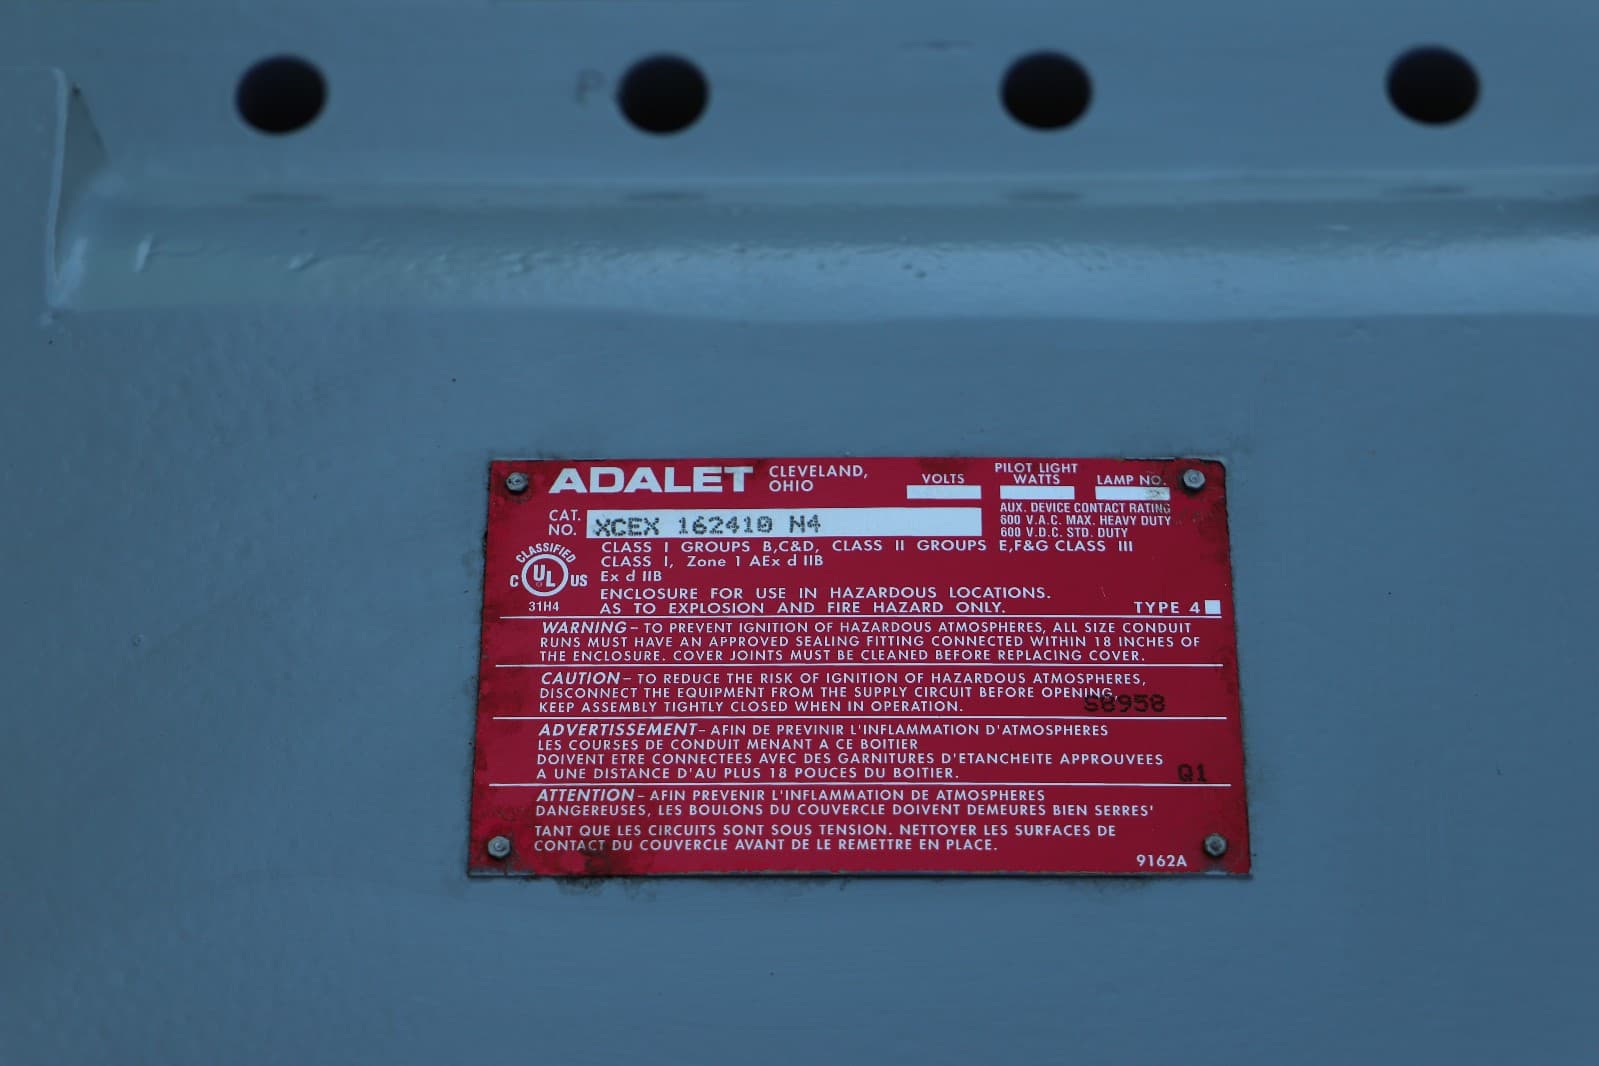 P
ADALET CLEVELAND, OHIO
VOLTS
PILOT LIGHT WATTS
LAMP NO.
CAT. NO. XCEX 162410 N4
AUX. DEVICE CONTACT RATING
600 V.A.C. MAX. HEAVY DUTY
600 V.D.C. STD. DUTY
CLASS I GROUPS B,C&D, CLASS II GROUPS E,F&G CLASS III
CLASS I, Zone 1 AEx d IIB
Ex d IIB
CLASSIFIED
C UL US
31H4
ENCLOSURE FOR USE IN HAZARDOUS LOCATIONS.
AS TO EXPLOSION AND FIRE HAZARD ONLY.
TYPE 4
WARNING – TO PREVENT IGNITION OF HAZARDOUS ATMOSPHERES, ALL SIZE CONDUIT
RUNS MUST HAVE AN APPROVED SEALING FITTING CONNECTED WITHIN 18 INCHES OF
THE ENCLOSURE. COVER JOINTS MUST BE CLEANED BEFORE REPLACING COVER.
CAUTION – TO REDUCE THE RISK OF IGNITION OF HAZARDOUS ATMOSPHERES,
DISCONNECT THE EQUIPMENT FROM THE SUPPLY CIRCUIT BEFORE OPENING,
KEEP ASSEMBLY TIGHTLY CLOSED WHEN IN OPERATION.
S8958
ADVERTISSEMENT – AFIN DE PREVINIR L'INFLAMMATION D'ATMOSPHERES
LES COURSES DE CONDUIT MENANT A CE BOITIER
DOIVENT ETRE CONNECTEES AVEC DES GARNITURES D'ETANCHEITE APPROUVEES
A UNE DISTANCE D'AU PLUS 18 POUCES DU BOITIER.
Q1
ATTENTION – AFIN PREVENIR L'INFLAMMATION DE ATMOSPHERES
DANGEREUSES, LES BOULONS DU COUVERCLE DOIVENT DEMEURES BIEN SERRES'
TANT QUE LES CIRCUITS SONT SOUS TENSION. NETTOYER LES SURFACES DE
CONTACT DU COUVERCLE AVANT DE LE REMETTRE EN PLACE.
9162A